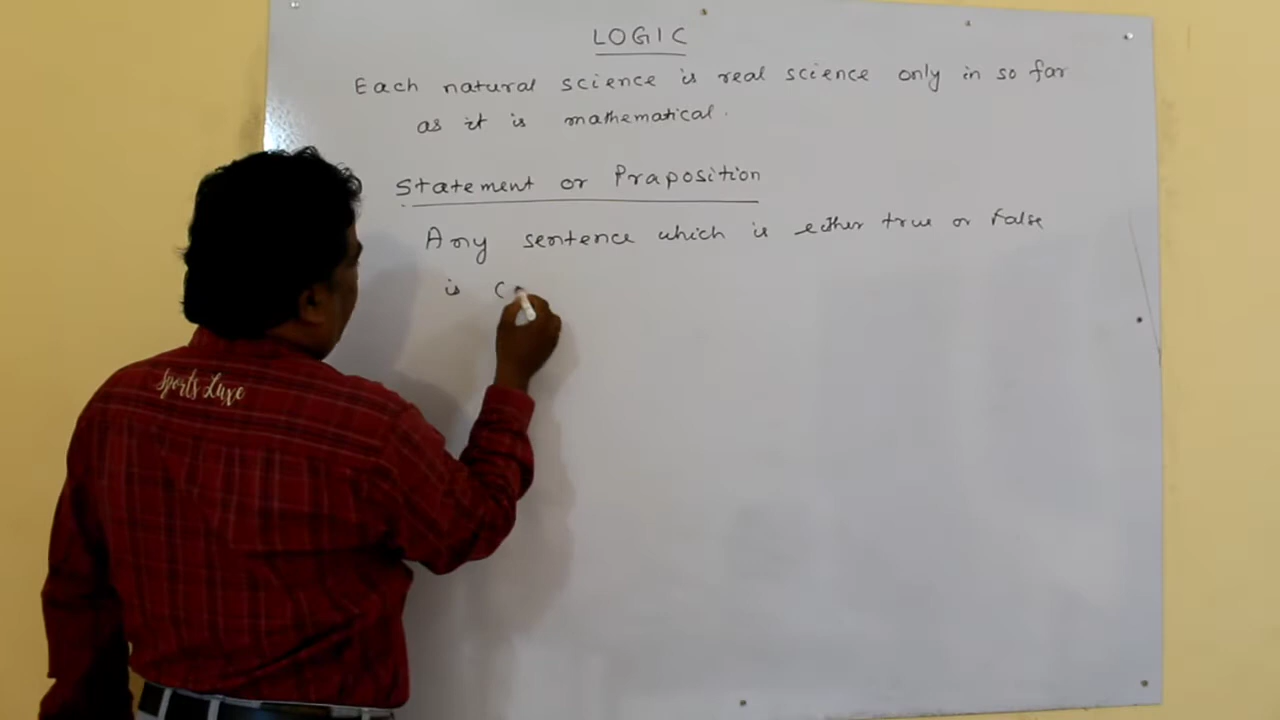 LOGIC
Each natural science is real science only in so far
as it is mathematical.
Statement or Praposition
Any sentence which is either true or False
is C
Sports Luxe